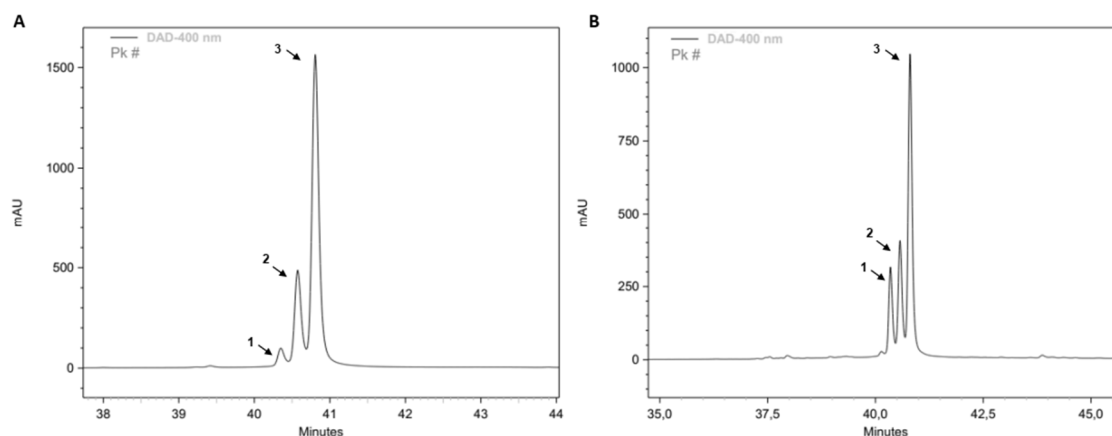 A
DAD-400 nm
Pk #
3
2
1
1500
1000
500
0
mAU
38 39 40 41 42 43 44
Minutes
B
DAD-400 nm
Pk #
3
2
1
1000
750
500
250
0
mAU
35,0 37,5 40,0 42,5 45,0
Minutes